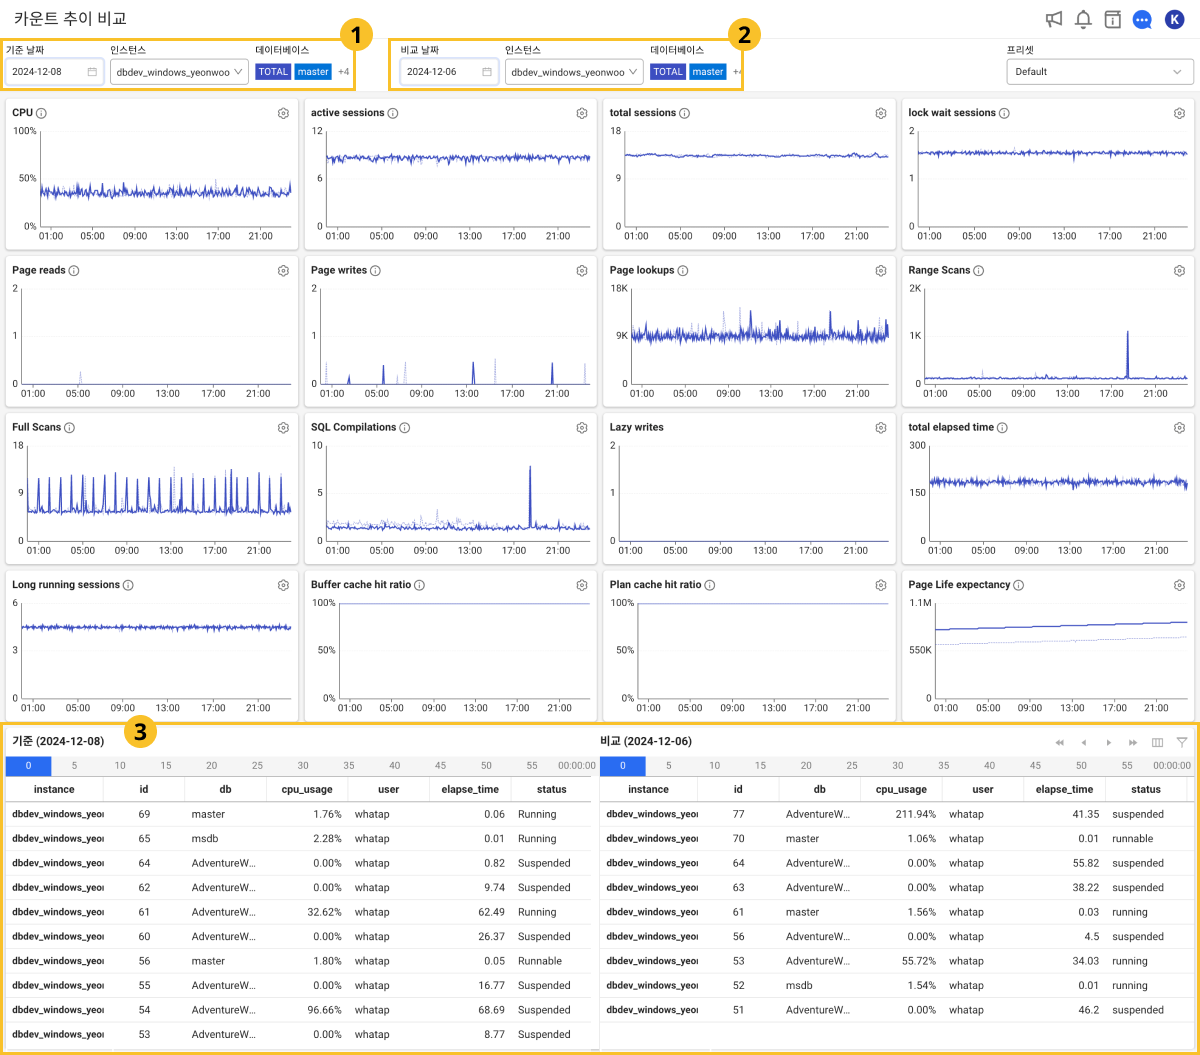 카운트 추이 비교
K
1
2
기준 날짜 인스턴스 데이터베이스 비교 날짜 인스턴스 데이터베이스 프리셋
2024-12-08 dbdev_windows_yeonwoo TOTAL master +4 2024-12-06 dbdev_windows_yeonwoo TOTAL master Default
CPU active sessions total sessions lock wait sessions
100% 12 18 2
50% 6 9 1
0% 0 0 0
01:00 05:00 09:00 13:00 17:00 21:00 01:00 05:00 09:00 13:00 17:00 21:00 01:00 05:00 09:00 13:00 17:00 21:00 01:00 05:00 09:00 13:00 17:00 21:00
Page reads Page writes Page lookups Range Scans
2 2 18K 2K
1 1 9K 1K
0 0 0 0
01:00 05:00 09:00 13:00 17:00 21:00 01:00 05:00 09:00 13:00 17:00 21:00 01:00 05:00 09:00 13:00 17:00 21:00 01:00 05:00 09:00 13:00 17:00 21:00
Full Scans SQL Compilations Lazy writes total elapsed time
18 10 2 300
9 5 1 150
0 0 0 0
01:00 05:00 09:00 13:00 17:00 21:00 01:00 05:00 09:00 13:00 17:00 21:00 01:00 05:00 09:00 13:00 17:00 21:00 01:00 05:00 09:00 13:00 17:00 21:00
Long running sessions Buffer cache hit ratio Plan cache hit ratio Page Life expectancy
6 100% 100% 1.1M
3 50% 50% 550K
0 0% 0% 0
01:00 05:00 09:00 13:00 17:00 21:00 01:00 05:00 09:00 13:00 17:00 21:00 01:00 05:00 09:00 13:00 17:00 21:00 01:00 05:00 09:00 13:00 17:00 21:00
3
기준 (2024-12-08)
0 5 10 15 20 25 30 35 40 45 50 55 00:00:00
instance id db cpu_usage user elapse_time status
dbdev_windows_yeon 69 master 1.76% whatap 0.06 Running
dbdev_windows_yeon 65 msdb 2.28% whatap 0.01 Running
dbdev_windows_yeon 64 AdventureW... 0.00% whatap 0.82 Suspended
dbdev_windows_yeon 62 AdventureW... 0.00% whatap 9.74 Suspended
dbdev_windows_yeon 61 AdventureW... 32.62% whatap 62.49 Running
dbdev_windows_yeon 60 AdventureW... 0.00% whatap 26.37 Suspended
dbdev_windows_yeon 56 master 1.80% whatap 0.05 Runnable
dbdev_windows_yeon 55 AdventureW... 0.00% whatap 16.77 Suspended
dbdev_windows_yeon 54 AdventureW... 96.66% whatap 68.69 Suspended
dbdev_windows_yeon 53 AdventureW... 0.00% whatap 8.77 Suspended
비교 (2024-12-06)
0 5 10 15 20 25 30 35 40 45 50 55 00:00:00
instance id db cpu_usage user elapse_time status
dbdev_windows_yeon 77 AdventureW... 211.94% whatap 41.35 suspended
dbdev_windows_yeon 70 master 1.06% whatap 0.01 runnable
dbdev_windows_yeon 64 AdventureW... 0.00% whatap 55.82 suspended
dbdev_windows_yeon 63 AdventureW... 0.00% whatap 38.22 suspended
dbdev_windows_yeon 61 master 1.56% whatap 0.03 running
dbdev_windows_yeon 56 AdventureW... 0.00% whatap 4.5 suspended
dbdev_windows_yeon 53 AdventureW... 55.72% whatap 34.03 running
dbdev_windows_yeon 52 msdb 1.54% whatap 0.01 running
dbdev_windows_yeon 51 AdventureW... 0.00% whatap 46.2 suspended